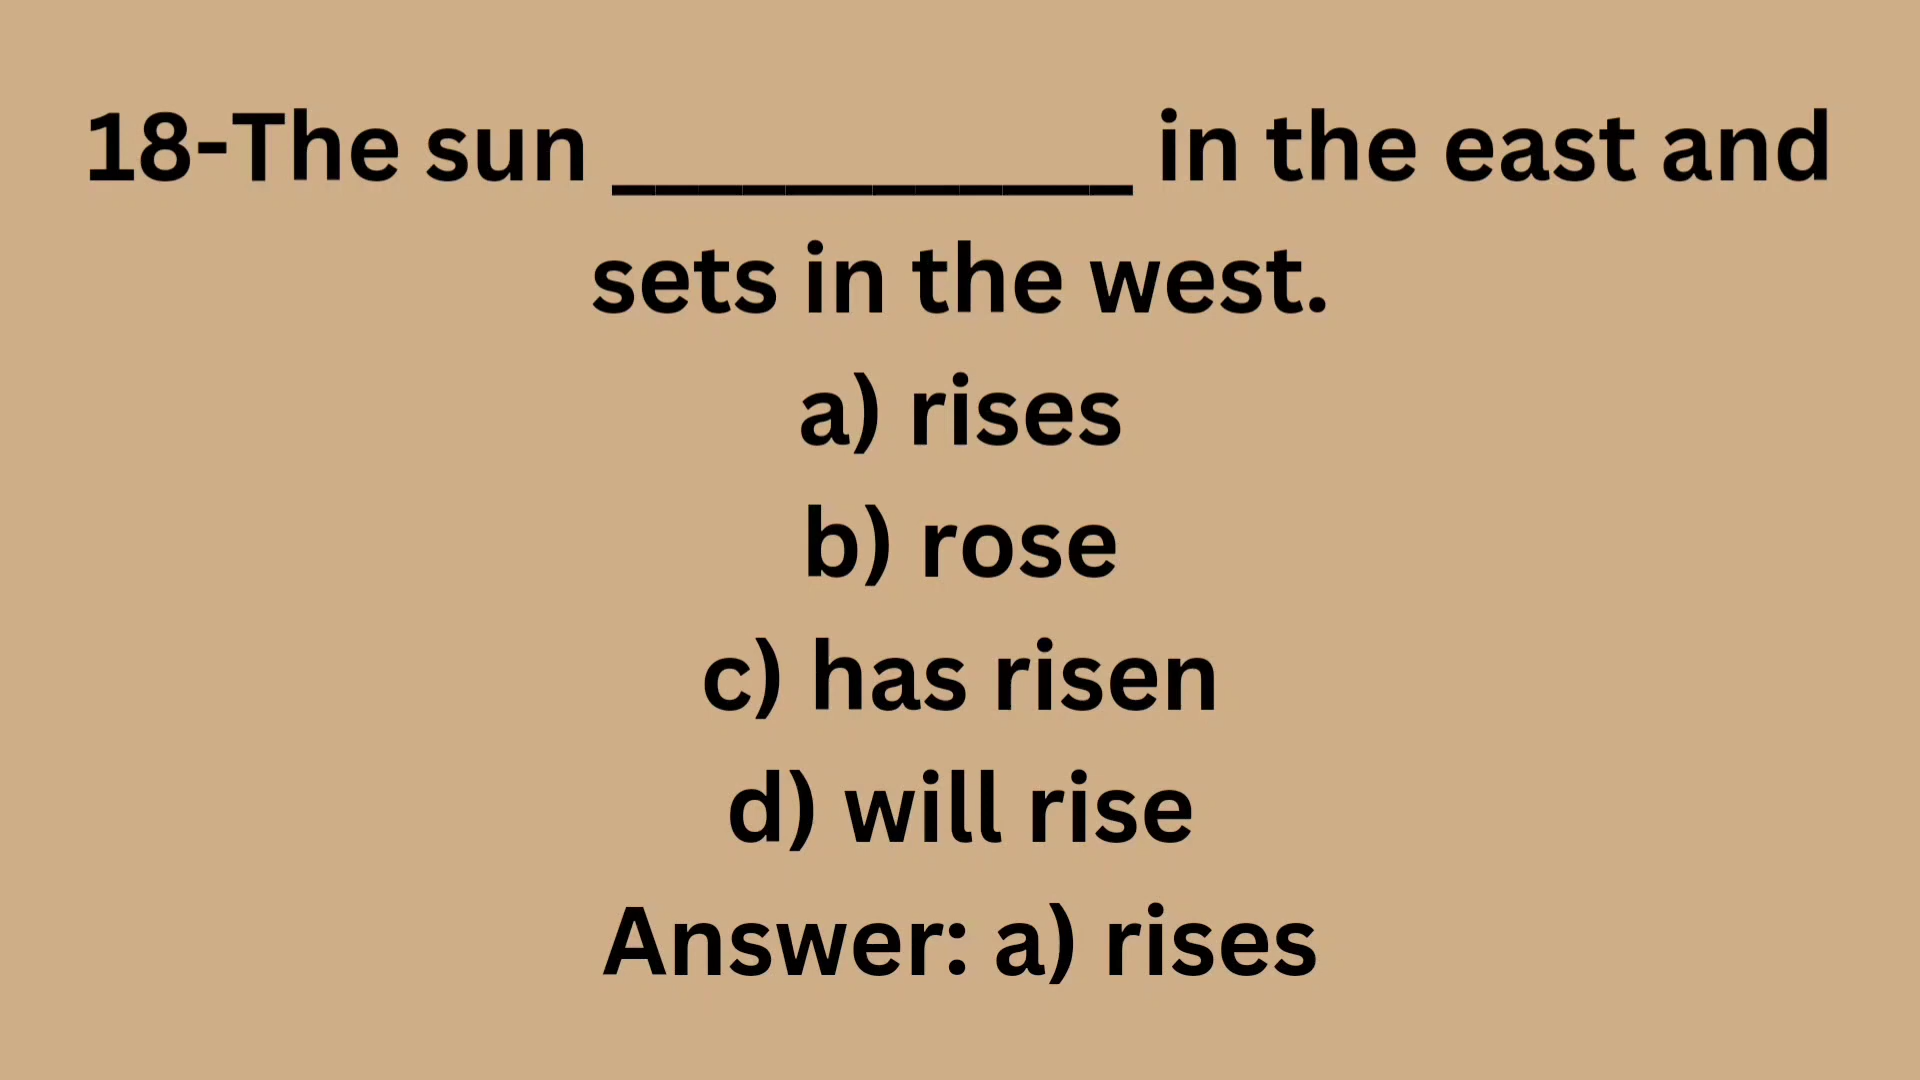 18-The sun ____________ in the east and
sets in the west.
a) rises
b) rose
c) has risen
d) will rise
Answer: a) rises